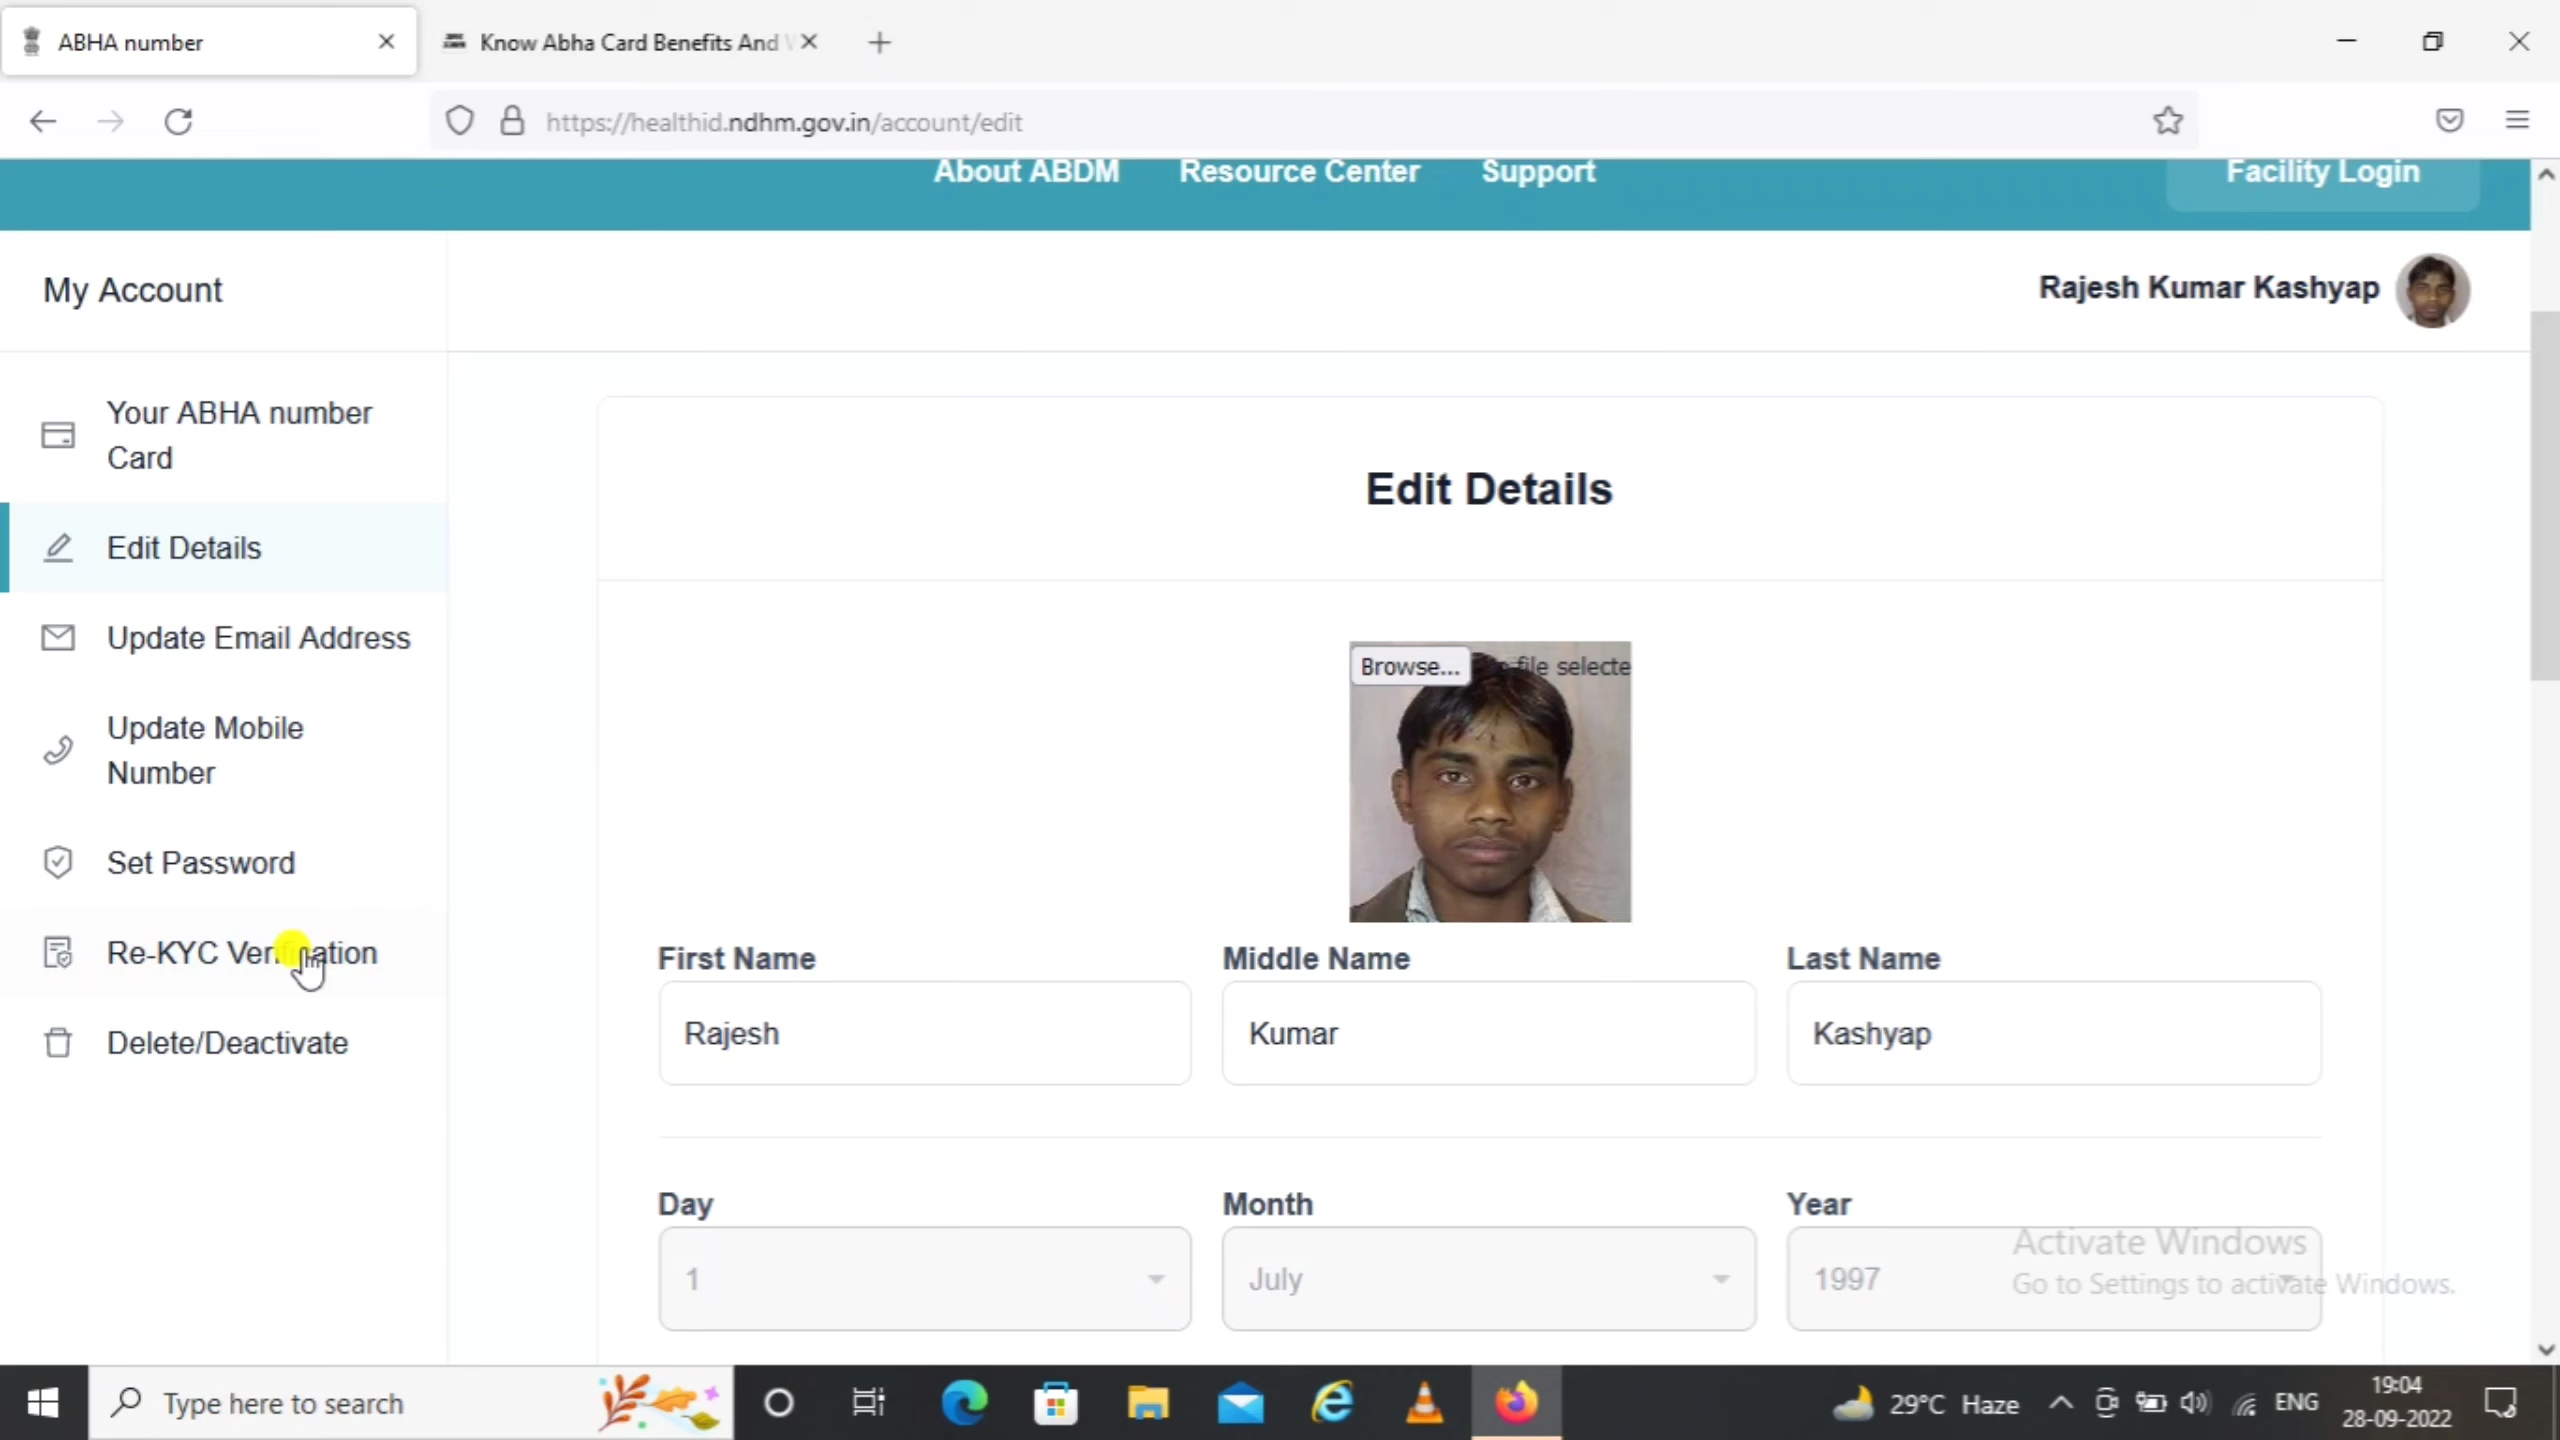 ABHA number
Know Abha Card Benefits And
https://healthid.ndhm.gov.in/account/edit
About ABDM
Resource Center
Support
Facility Login
My Account
Rajesh Kumar Kashyap
Your ABHA number
Card
Edit Details
Update Email Address
Update Mobile
Number
Set Password
Re-KYC Verification
Delete/Deactivate
Edit Details
Browse... file selecte
First Name
Middle Name
Last Name
Rajesh
Kumar
Kashyap
Day
Month
Year
1
July
1997
Activate Windows
Go to Settings to activate Windows.
Type here to search
29°C Haze
ENG
19:04
28-09-2022